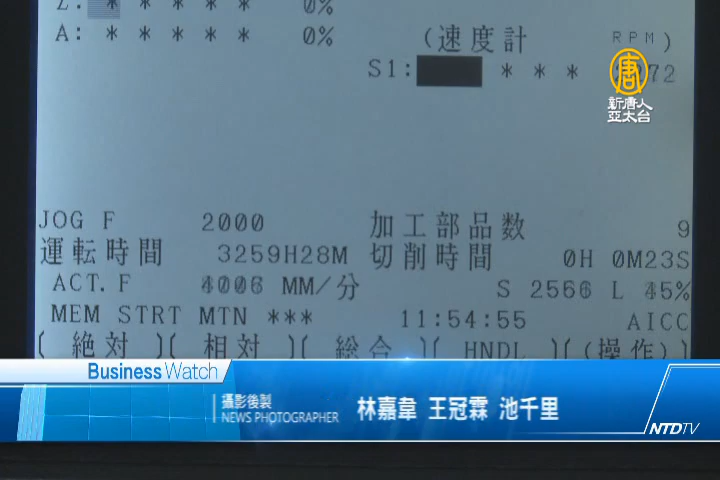 Z: * * * * * 0%
A: * * * * * 0%
(速度計 RPM)
S1: * * *
唐
新唐人
亞太台
JOG F 2000 加工部品数 9
運転時間 3259H28M 切削時間 0H 0M23S
ACT.F MM/分 S 2566 L 45%
MEM STRT MTN *** 11:54:55 AICC
[ 絶対 ][ 相対 ][ 総合 ][ HNDL ][(操作)]
Business Watch
攝影後製
NEWS PHOTOGRAPHER
林嘉韋 王冠霖 池千里
NTDTV